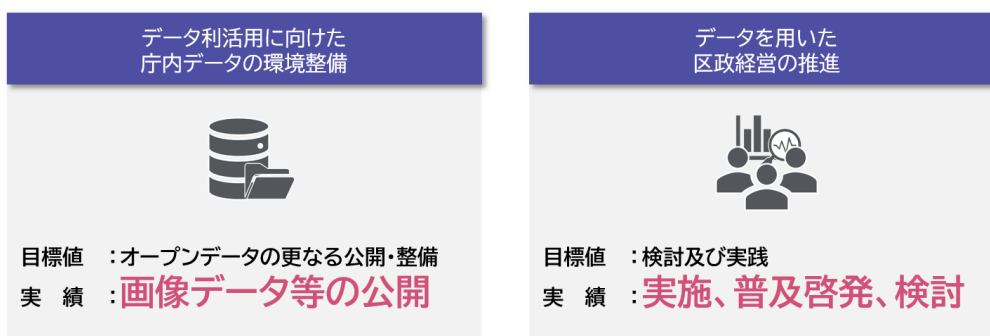 データ利活用に向けた
庁内データの環境整備
目標値 :オープンデータの更なる公開・整備
実 績 :画像データ等の公開
データを用いた
区政経営の推進
目標値 :検討及び実践
実 績 :実施、普及啓発、検討